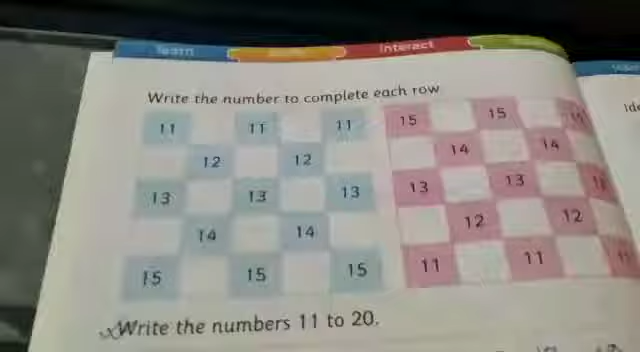 learn
interact
Write the number to complete each row
11 11 11 15 15
12 12 14 14
13 13 13 13 13
14 14 12 12
15 15 15 11 11
Write the numbers 11 to 20.